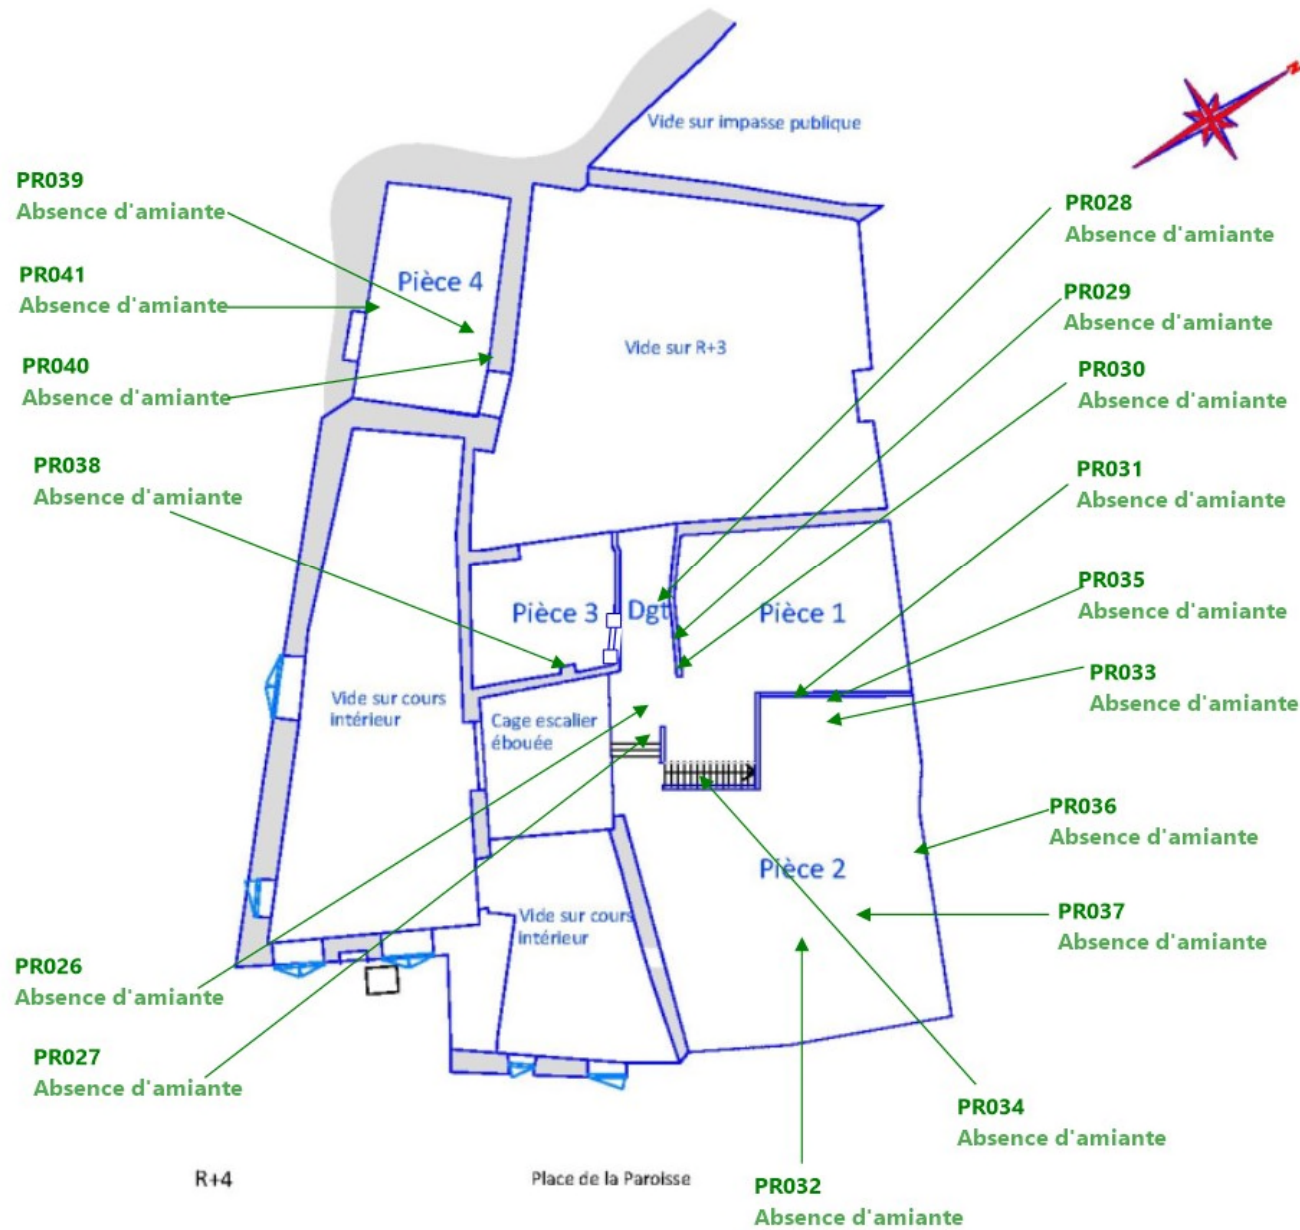 Vide sur impasse publique
PR039
Absence d'amiante
PR028
Absence d'amiante
PR041
Absence d'amiante
Pièce 4
PR029
Absence d'amiante
Vide sur R+3
PR040
Absence d'amiante
PR030
Absence d'amiante
PR038
Absence d'amiante
PR031
Absence d'amiante
Pièce 3
Dgt
Pièce 1
PR035
Absence d'amiante
PR033
Absence d'amiante
Vide sur cours
intérieur
Cage escalier
ébouée
PR036
Absence d'amiante
Pièce 2
Vide sur cours
intérieur
PR037
Absence d'amiante
PR026
Absence d'amiante
PR027
Absence d'amiante
PR034
Absence d'amiante
R+4
Place de la Paroisse
PR032
Absence d'amiante